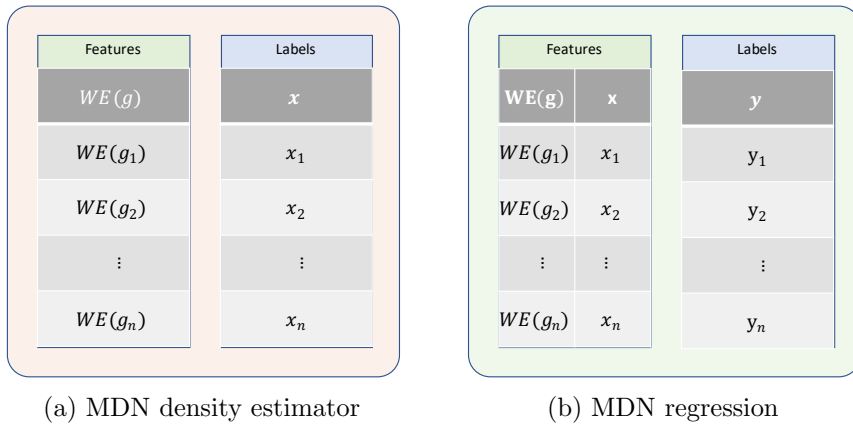 Features Labels
WE(g) x
WE(g₁) x₁
WE(g₂) x₂
⋮ ⋮
WE(gₙ) xₙ
(a) MDN density estimator
Features Labels
WE(g) x y
WE(g₁) x₁ y₁
WE(g₂) x₂ y₂
⋮ ⋮ ⋮
WE(gₙ) xₙ yₙ
(b) MDN regression